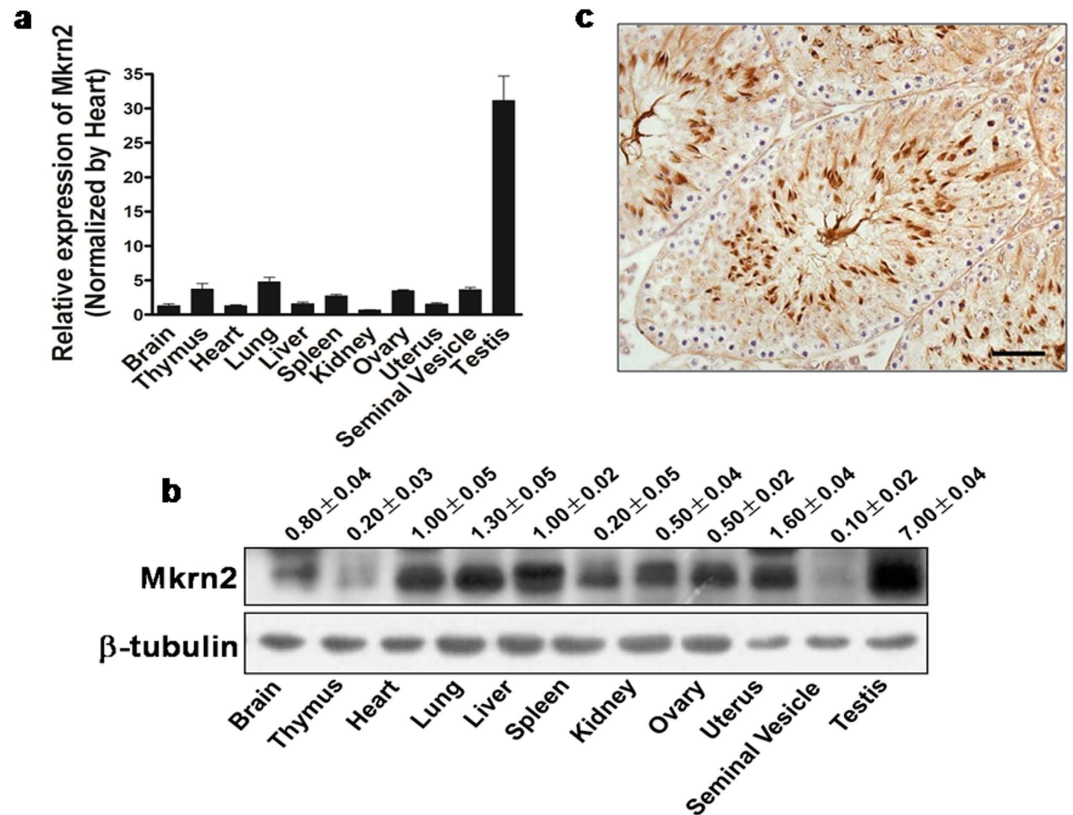 a
Relative expression of Mkrn2
(Normalized by Heart)
35
30
25
20
15
10
5
0
Brain
Thymus
Heart
Lung
Liver
Spleen
Kidney
Ovary
Uterus
Seminal Vesicle
Testis
c
b
0.80±0.04
0.20±0.03
1.00±0.05
1.30±0.05
1.00±0.02
0.20±0.05
0.50±0.04
0.50±0.02
1.60±0.04
0.10±0.02
7.00±0.04
Mkrn2
β-tubulin
Brain
Thymus
Heart
Lung
Liver
Spleen
Kidney
Ovary
Uterus
Seminal Vesicle
Testis